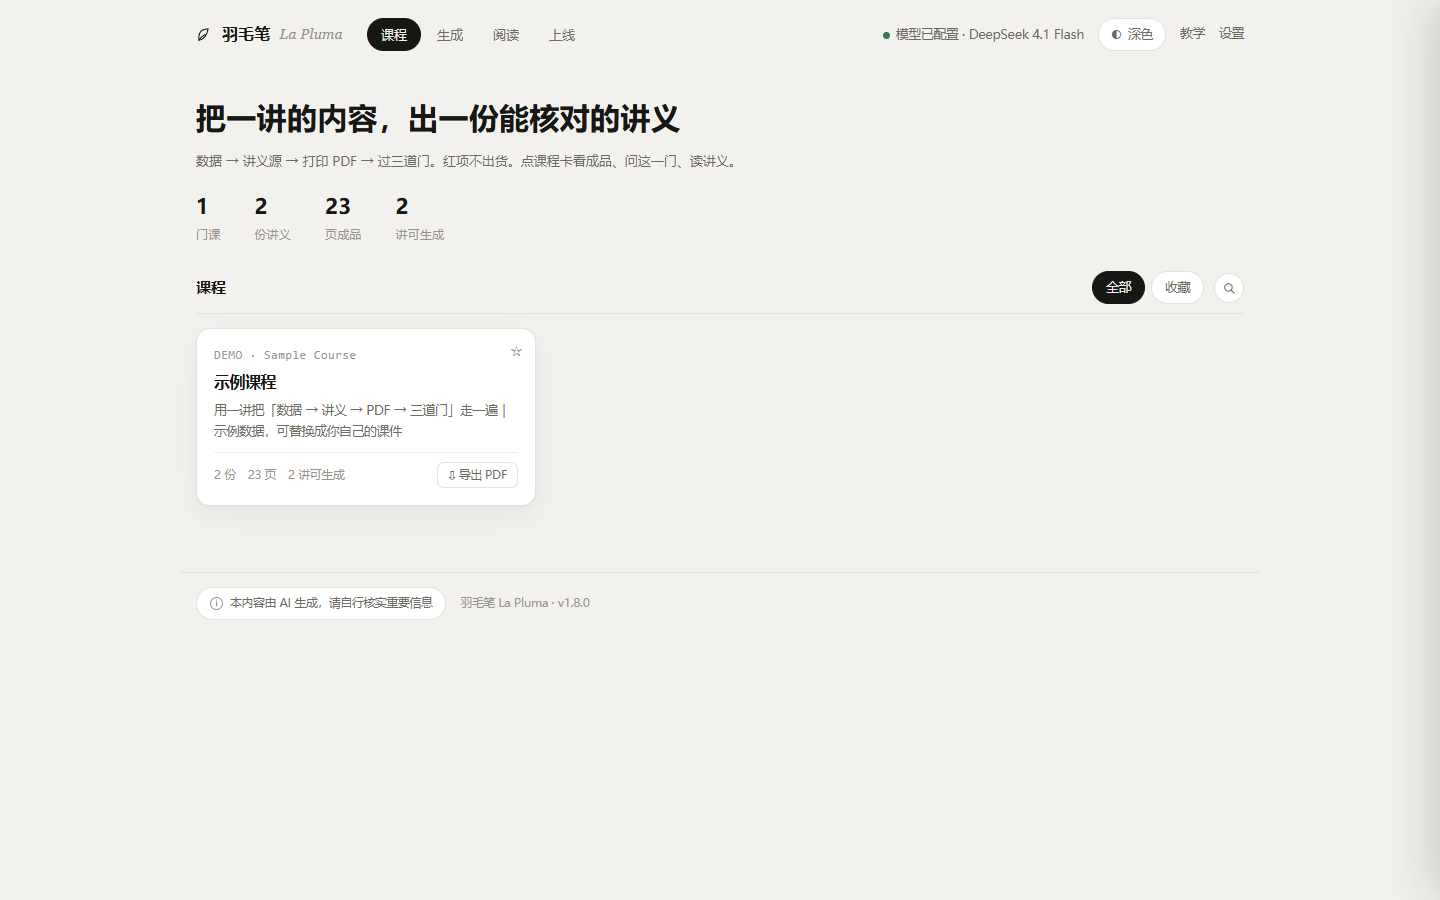 羽毛笔 La Pluma 课程 生成 阅读 上线 模型已配置 · DeepSeek 4.1 Flash 深色 教学 设置
把一讲的内容，出一份能核对的讲义
数据 → 讲义源 → 打印 PDF → 过三道门。红项不出货。点课程卡看成品、问这一门、读讲义。
1 2 23 2
门课 份讲义 页成品 讲可生成
课程 全部 收藏
DEMO · Sample Course
示例课程
用一讲把「数据 → 讲义 → PDF → 三道门」走一遍 |
示例数据，可替换成你自己的课件
2 份 23 页 2 讲可生成 ⇩ 导出 PDF
本内容由 AI 生成，请自行核实重要信息 羽毛笔 La Pluma · v1.8.0